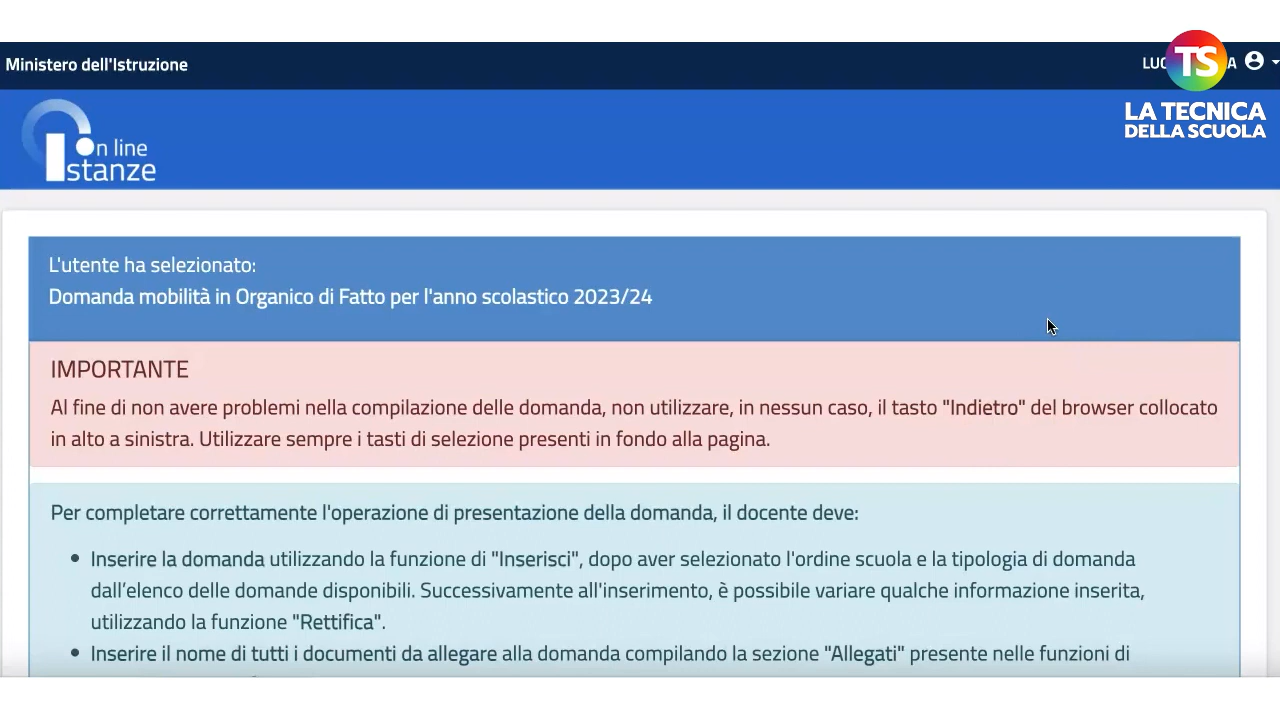 Ministero dell'Istruzione
LUC
A
TS
LA TECNICA
DELLA SCUOLA
n line
Istanze
L'utente ha selezionato:
Domanda mobilità in Organico di Fatto per l'anno scolastico 2023/24
IMPORTANTE
Al fine di non avere problemi nella compilazione delle domanda, non utilizzare, in nessun caso, il tasto "Indietro" del browser collocato
in alto a sinistra. Utilizzare sempre i tasti di selezione presenti in fondo alla pagina.
Per completare correttamente l'operazione di presentazione della domanda, il docente deve:
Inserire la domanda utilizzando la funzione di "Inserisci", dopo aver selezionato l'ordine scuola e la tipologia di domanda
dall’elenco delle domande disponibili. Successivamente all'inserimento, è possibile variare qualche informazione inserita,
utilizzando la funzione "Rettifica".
Inserire il nome di tutti i documenti da allegare alla domanda compilando la sezione "Allegati" presente nelle funzioni di